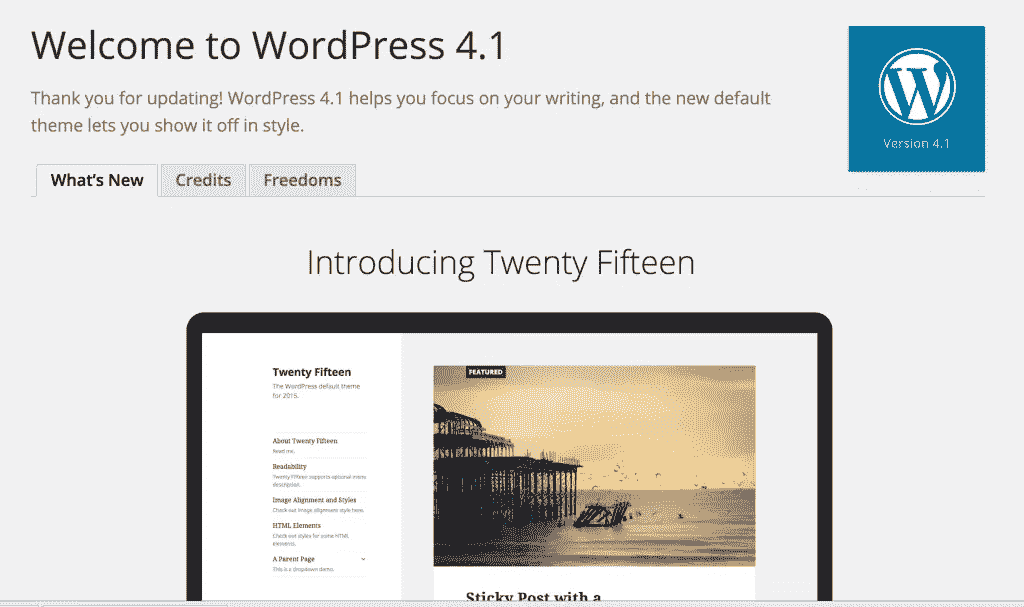 Welcome to WordPress 4.1
Thank you for updating! WordPress 4.1 helps you focus on your writing, and the new default
theme lets you show it off in style.
Version 4.1
What's New
Credits
Freedoms
Introducing Twenty Fifteen
Twenty Fifteen
The WordPress default theme
for 2015.
About Twenty Fifteen
Read me.
Readability
Twenty Fifteen supports optional menu
description.
Image Alignment and Styles
Check out image alignment style here.
HTML Elements
Check out styles for some HTML
elements.
A Parent Page
This is a dropdown demo.
FEATURED
Sticky Post with a